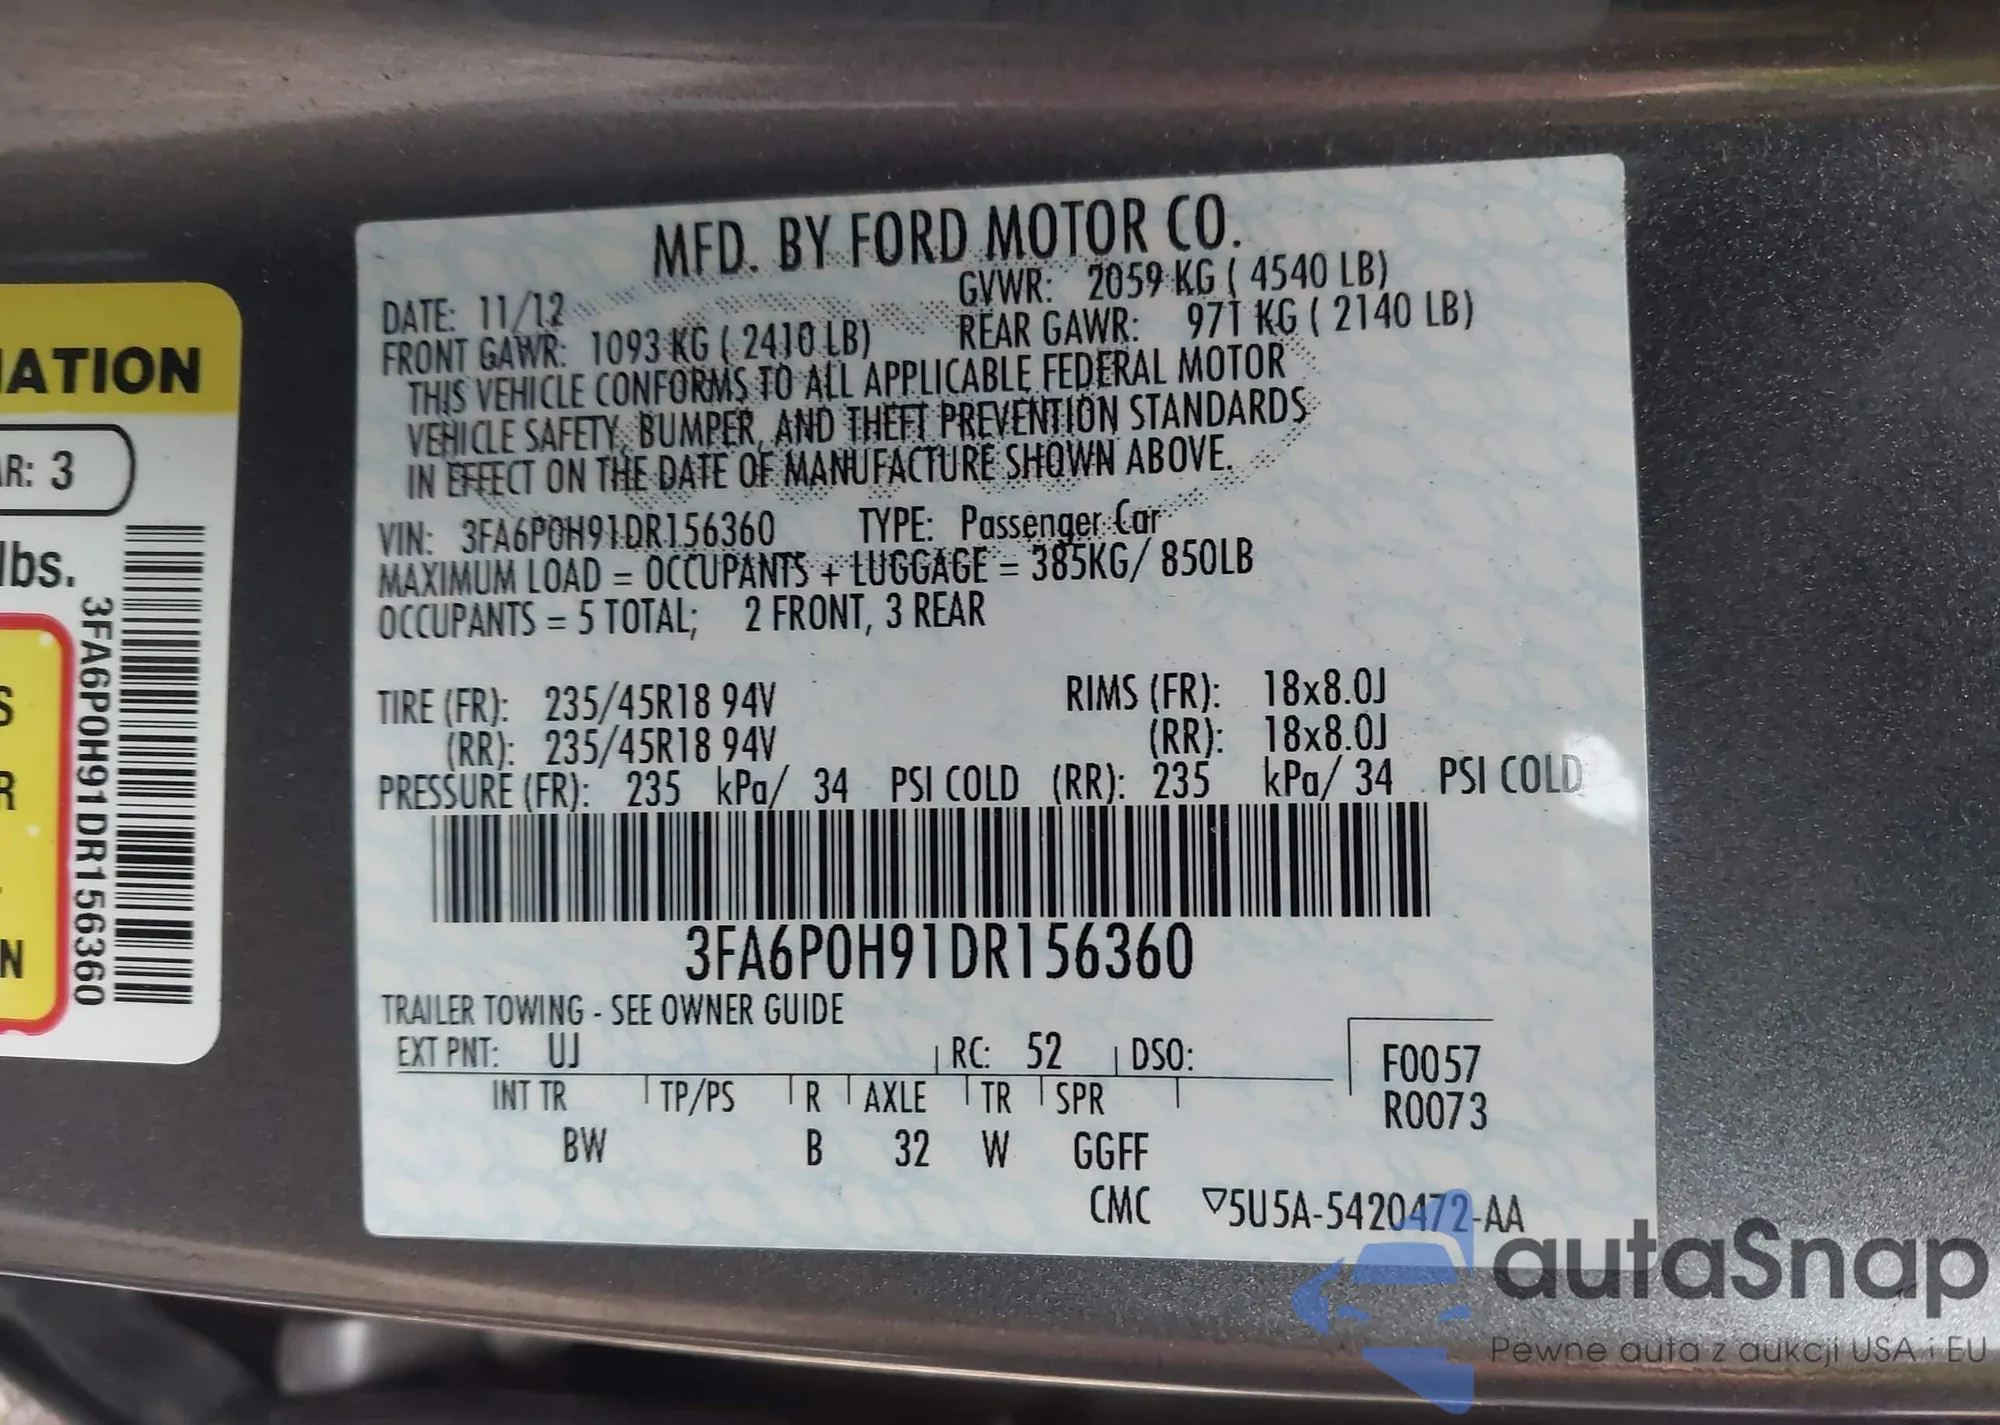 MFD. BY FORD MOTOR CO.
DATE: 11/12 GVWR: 2059 KG ( 4540 LB)
FRONT GAWR: 1093 KG ( 2410 LB) REAR GAWR: 971 KG ( 2140 LB)
THIS VEHICLE CONFORMS TO ALL APPLICABLE FEDERAL MOTOR
VEHICLE SAFETY, BUMPER, AND THEFT PREVENTION STANDARDS
IN EFFECT ON THE DATE OF MANUFACTURE SHOWN ABOVE.
VIN: 3FA6P0H91DR156360 TYPE: Passenger Car
MAXIMUM LOAD = OCCUPANTS + LUGGAGE = 385KG/ 850LB
OCCUPANTS = 5 TOTAL; 2 FRONT, 3 REAR
TIRE (FR): 235/45R18 94V RIMS (FR): 18x8.0J
(RR): 235/45R18 94V (RR): 18x8.0J
PRESSURE (FR): 235 kPa/ 34 PSI COLD (RR): 235 kPa/ 34 PSI COLD
3FA6P0H91DR156360
TRAILER TOWING - SEE OWNER GUIDE
EXT PNT: UJ RC: 52 DSO:
F0057
R0073
INT TR TP/PS R AXLE TR SPR
BW B 32 W GGFF
CMC ▽5U5A-5420472-AA
ATION
AR: 3
lbs.
S
R
N
3FA6P0H91DR156360
autaSnap
Pewne auta z aukcji USA i EU